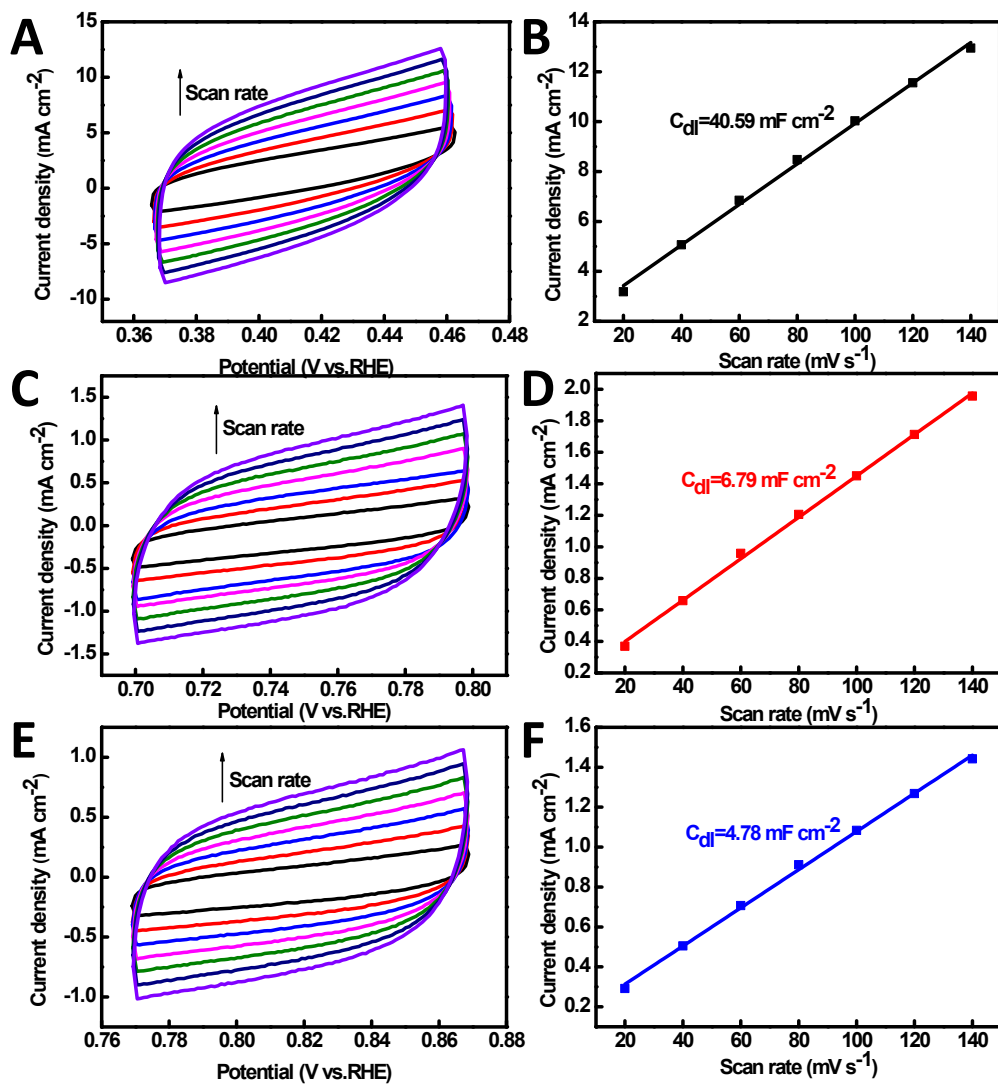 A
Current density (mA cm-2)
15
10
5
0
-5
-10
Scan rate
0.36 0.38 0.40 0.42 0.44 0.46 0.48
Potential (V vs.RHE)
B
Current density (mA cm-2)
14
12
10
8
6
4
2
Cdl=40.59 mF cm-2
20 40 60 80 100 120 140
Scan rate (mV s-1)
C
Current density (mA cm-2)
1.5
1.0
0.5
0.0
-0.5
-1.0
-1.5
Scan rate
0.70 0.72 0.74 0.76 0.78 0.80
Potential (V vs.RHE)
D
Current density (mA cm-2)
2.0
1.8
1.6
1.4
1.2
1.0
0.8
0.6
0.4
0.2
Cdl=6.79 mF cm-2
20 40 60 80 100 120 140
Scan rate (mV s-1)
E
Current density (mA cm-2)
1.0
0.5
0.0
-0.5
-1.0
Scan rate
0.76 0.78 0.80 0.82 0.84 0.86 0.88
Potential (V vs.RHE)
F
Current density (mA cm-2)
1.6
1.4
1.2
1.0
0.8
0.6
0.4
0.2
Cdl=4.78 mF cm-2
20 40 60 80 100 120 140
Scan rate (mV s-1)